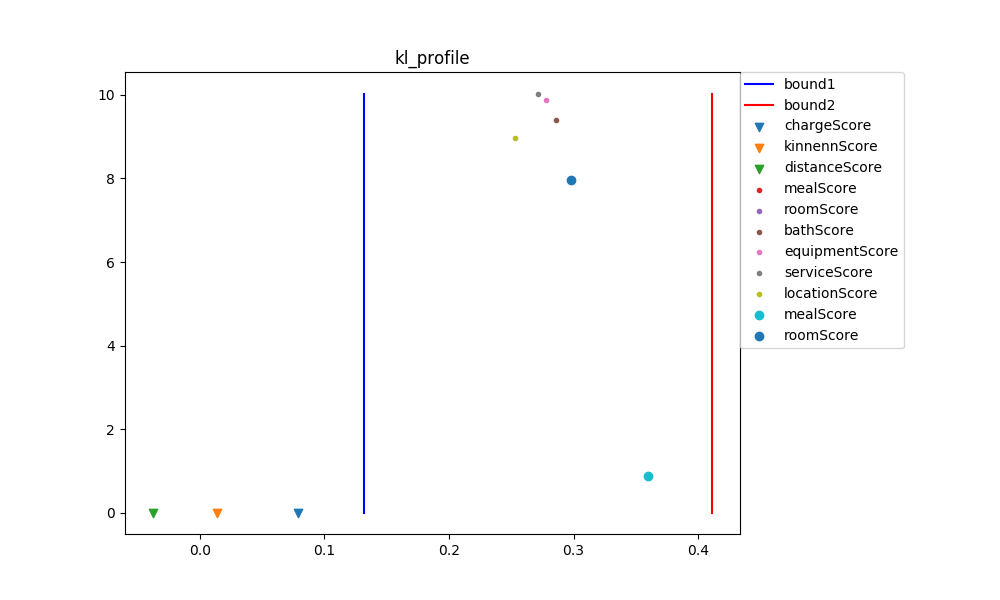 kl_profile
10
8
6
4
2
0
0.0 0.1 0.2 0.3 0.4
bound1
bound2
chargeScore
kinnennScore
distanceScore
mealScore
roomScore
bathScore
equipmentScore
serviceScore
locationScore
mealScore
roomScore